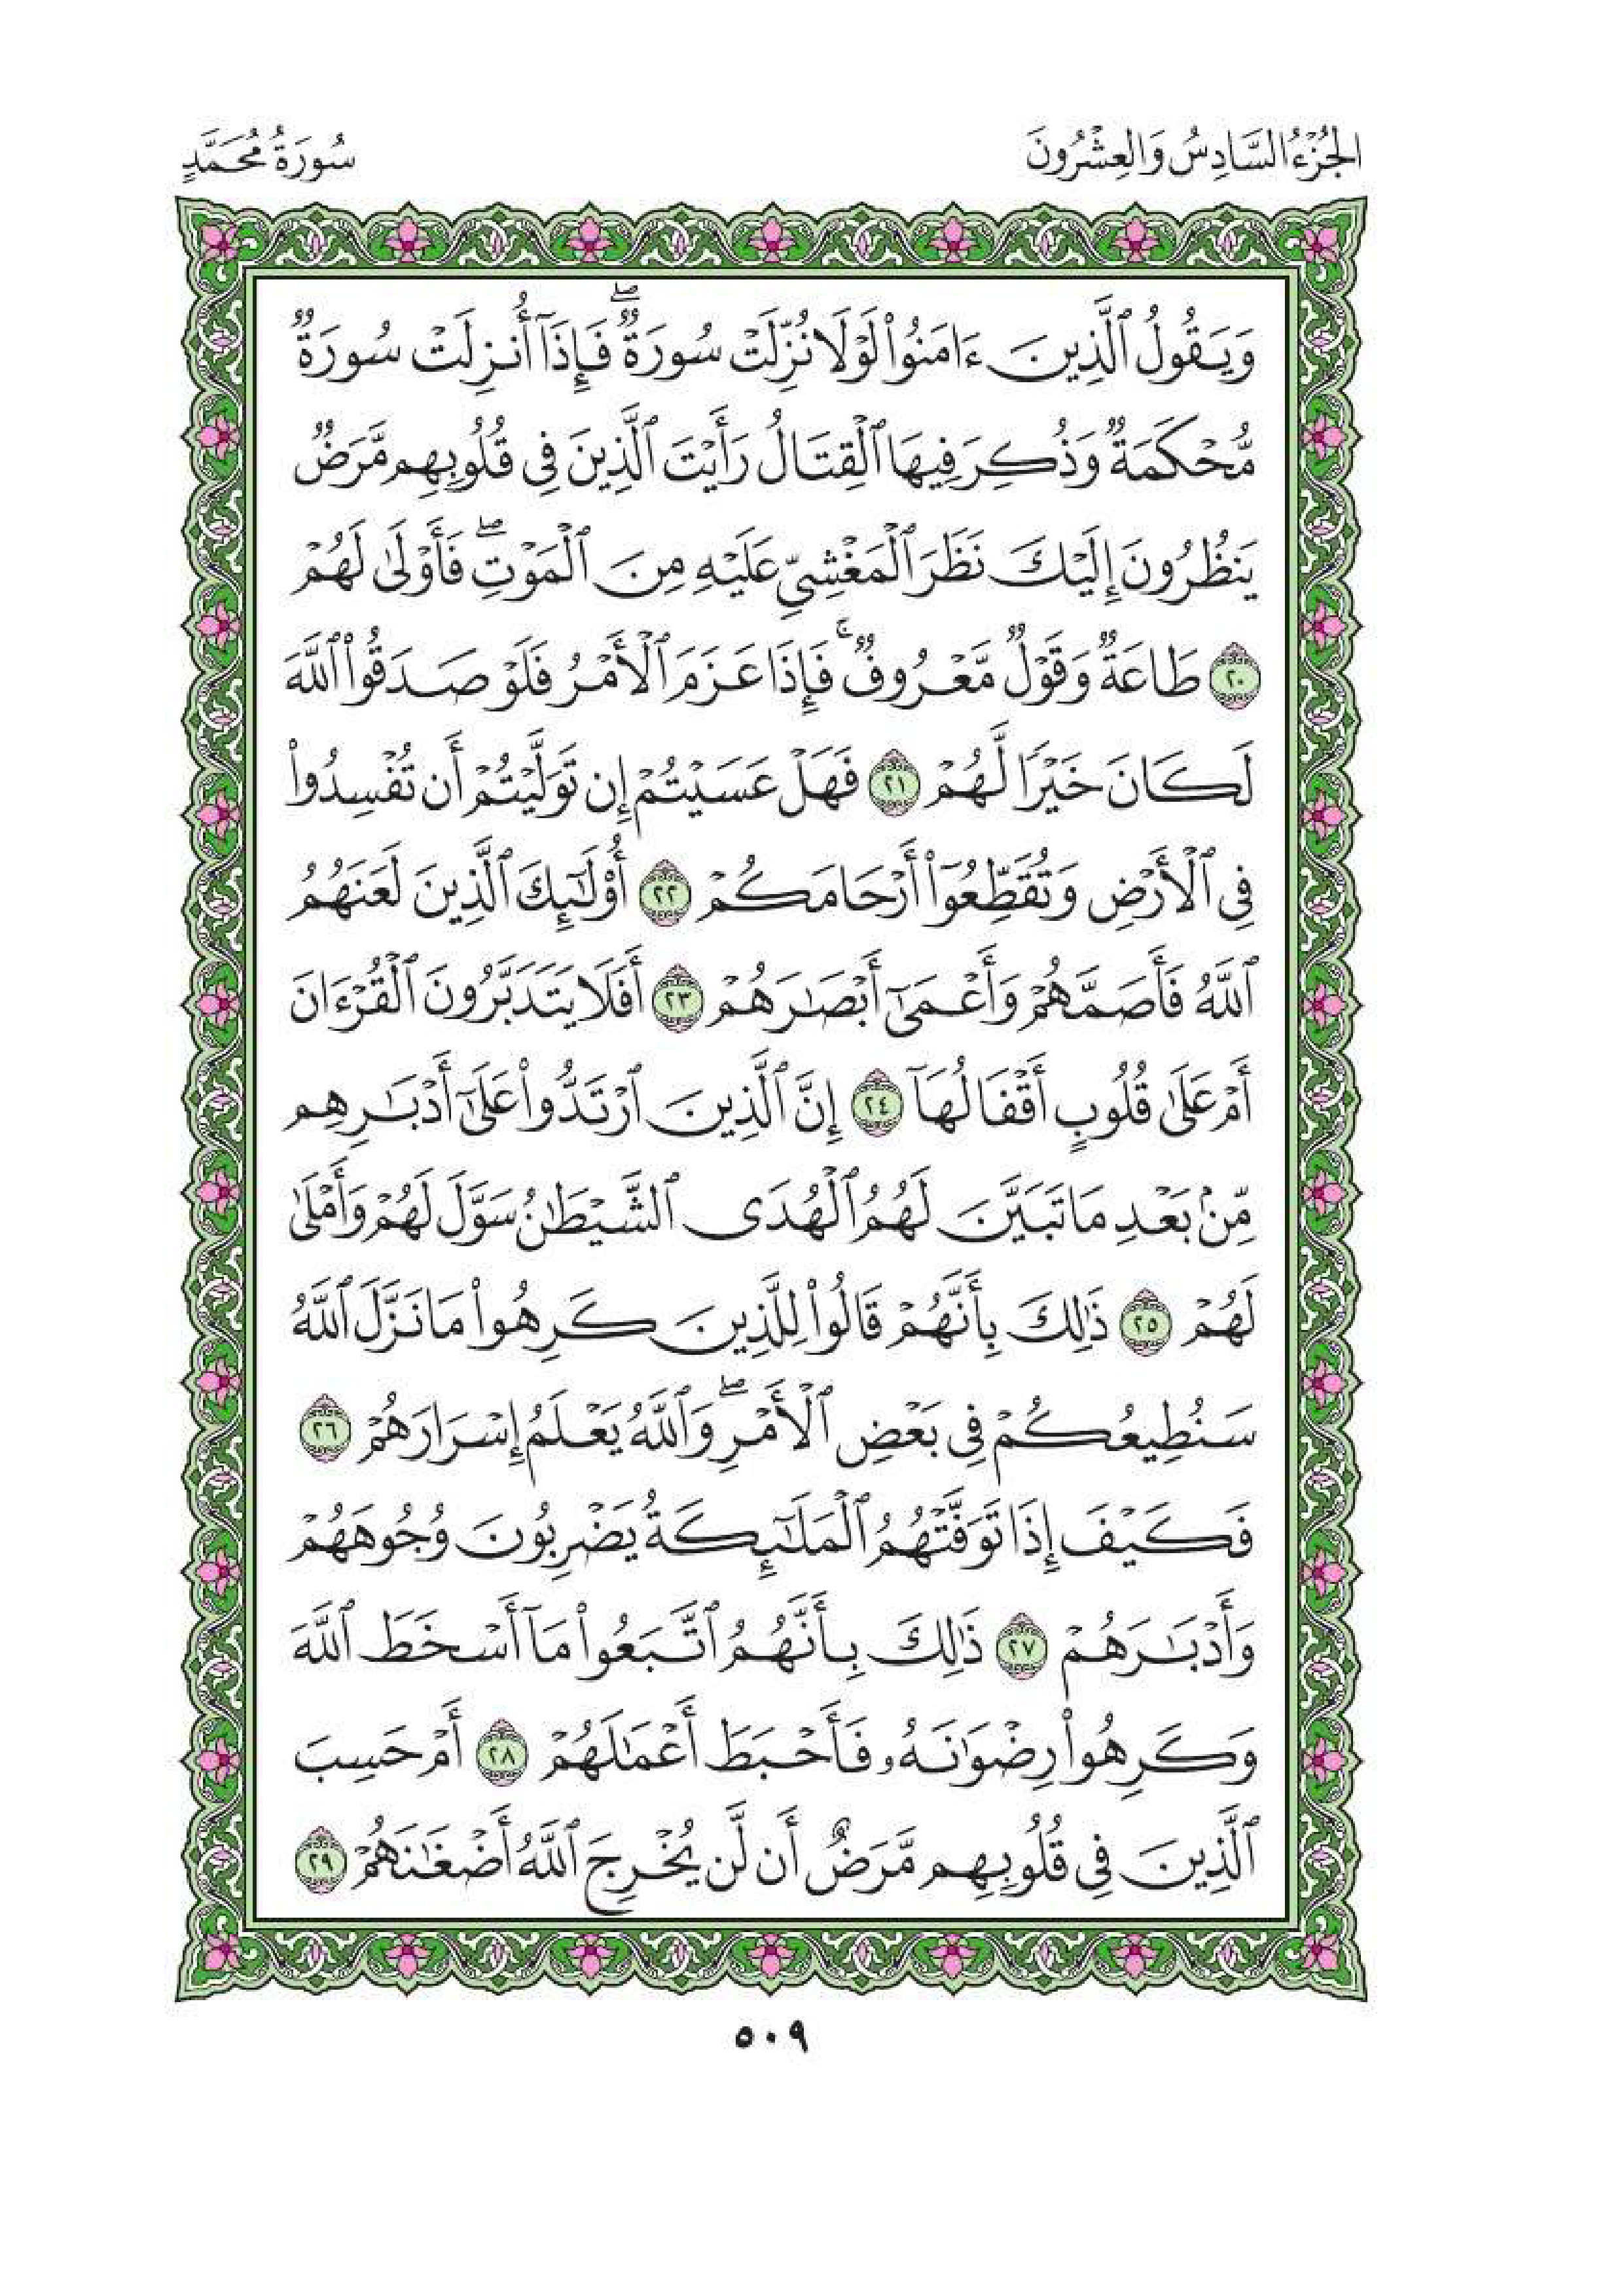 الجُزْءُ السَّادِسُ وَالعِشْرُونَ
سُورَةُ مُحَمَّدٍ
وَيَقُولُ ٱلَّذِينَ ءَامَنُواْ لَوۡلَا نُزِّلَتۡ سُورَةٞۖ فَإِذَآ أُنزِلَتۡ سُورَةٞ
مُّحۡكَمَةٞ وَذُكِرَ فِيهَا ٱلۡقِتَالُ رَأَيۡتَ ٱلَّذِينَ فِي قُلُوبِهِم مَّرَضٞ
يَنظُرُونَ إِلَيۡكَ نَظَرَ ٱلۡمَغۡشِيِّ عَلَيۡهِ مِنَ ٱلۡمَوۡتِۖ فَأَوۡلَىٰ لَهُمۡ
٢٠ طَاعَةٞ وَقَوۡلٞ مَّعۡرُوفٞۚ فَإِذَا عَزَمَ ٱلۡأَمۡرُ فَلَوۡ صَدَقُواْ ٱللَّهَ
لَكَانَ خَيۡرٗا لَّهُمۡ ٢١ فَهَلۡ عَسَيۡتُمۡ إِن تَوَلَّيۡتُمۡ أَن تُفۡسِدُواْ
فِي ٱلۡأَرۡضِ وَتُقَطِّعُوٓاْ أَرۡحَامَكُمۡ ٢٢ أُوْلَٰٓئِكَ ٱلَّذِينَ لَعَنَهُمُ
ٱللَّهُ فَأَصَمَّهُمۡ وَأَعۡمَىٰٓ أَبۡصَٰرَهُمۡ ٢٣ أَفَلَا يَتَدَبَّرُونَ ٱلۡقُرۡءَانَ
أَمۡ عَلَىٰ قُلُوبٍ أَقۡفَالُهَآ ٢٤ إِنَّ ٱلَّذِينَ ٱرۡتَدُّواْ عَلَىٰٓ أَدۡبَٰرِهِم
مِّنۢ بَعۡدِ مَا تَبَيَّنَ لَهُمُ ٱلۡهُدَى ٱلشَّيۡطَٰنُ سَوَّلَ لَهُمۡ وَأَمۡلَىٰ
لَهُمۡ ٢٥ ذَٰلِكَ بِأَنَّهُمۡ قَالُواْ لِلَّذِينَ كَرِهُواْ مَا نَزَّلَ ٱللَّهُ
سَنُطِيعُكُمۡ فِي بَعۡضِ ٱلۡأَمۡرِۖ وَٱللَّهُ يَعۡلَمُ إِسۡرَارَهُمۡ ٢٦
فَكَيۡفَ إِذَا تَوَفَّتۡهُمُ ٱلۡمَلَٰٓئِكَةُ يَضۡرِبُونَ وُجُوهَهُمۡ
وَأَدۡبَٰرَهُمۡ ٢٧ ذَٰلِكَ بِأَنَّهُمُ ٱتَّبَعُواْ مَآ أَسۡخَطَ ٱللَّهَ
وَكَرِهُواْ رِضۡوَٰنَهُۥ فَأَحۡبَطَ أَعۡمَٰلَهُمۡ ٢٨ أَمۡ حَسِبَ
ٱلَّذِينَ فِي قُلُوبِهِم مَّرَضٌ أَن لَّن يُخۡرِجَ ٱللَّهُ أَضۡغَٰنَهُمۡ ٢٩
٥٠٩